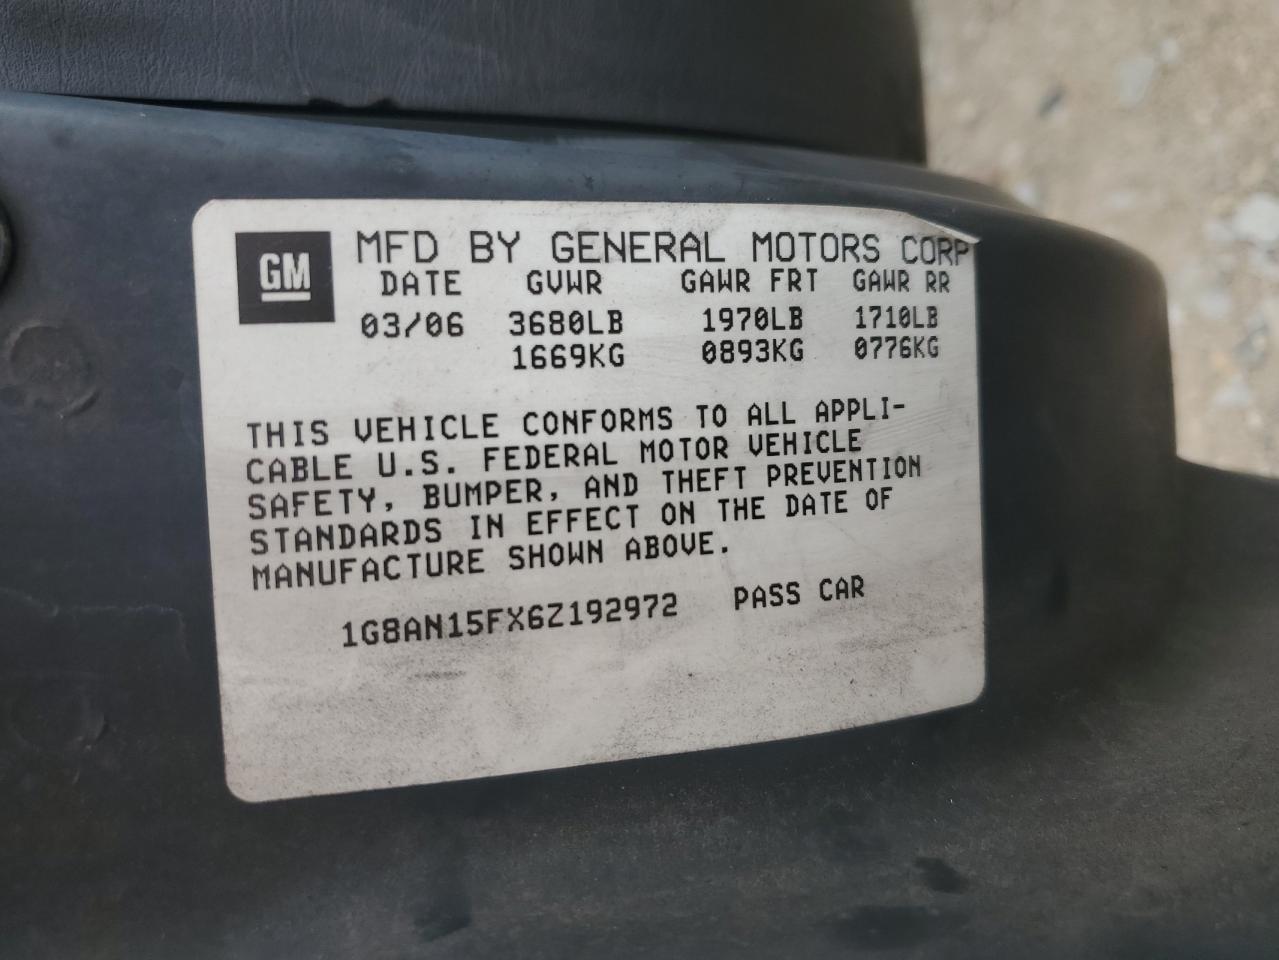 GM MFD BY GENERAL MOTORS CORP
DATE GVWR GAWR FRT GAWR RR
03/06 3680LB 1970LB 1710LB
1669KG 0893KG 0776KG
THIS VEHICLE CONFORMS TO ALL APPLI-
CABLE U.S. FEDERAL MOTOR VEHICLE
SAFETY, BUMPER, AND THEFT PREVENTION
STANDARDS IN EFFECT ON THE DATE OF
MANUFACTURE SHOWN ABOVE.
1G8AN15FX6Z192972 PASS CAR